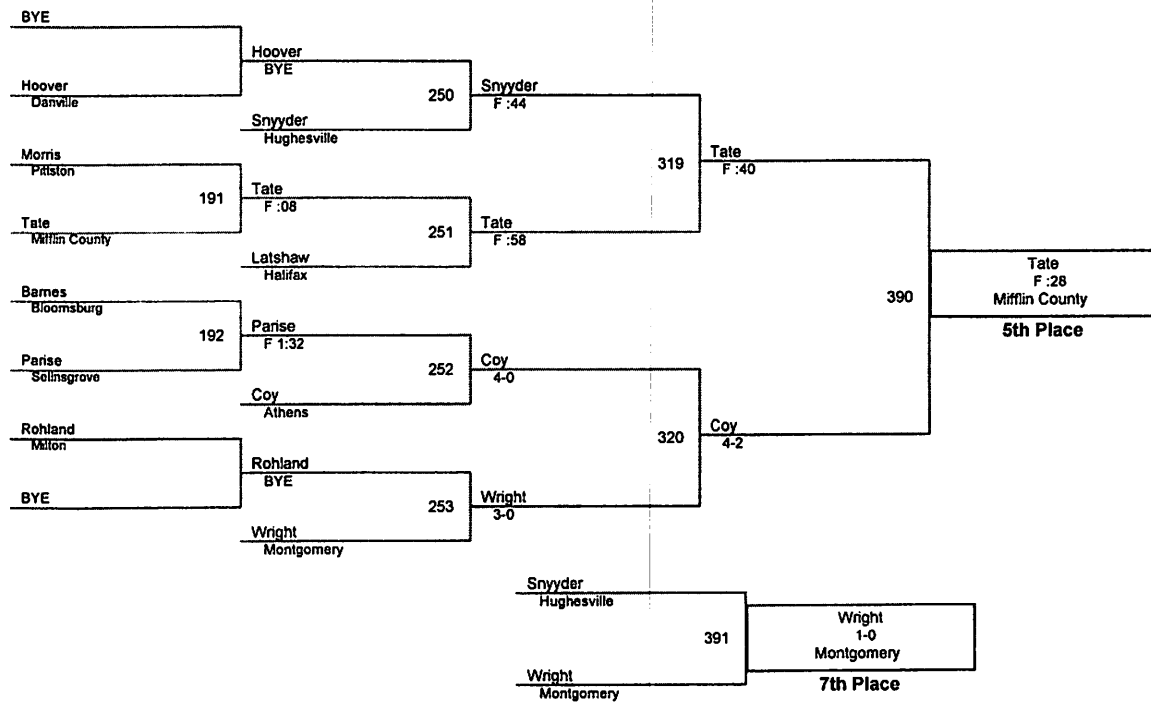 BYE
Hoover
Danville
Morris
Pittston
191
Tate
Mifflin County
Barnes
Bloomsburg
192
Parise
Selinsgrove
Rohland
Milton
BYE
Hoover
BYE
250
Snyyder
Hughesville
Tate
F :08
251
Latshaw
Halifax
Parise
F 1:32
252
Coy
Athens
Rohland
BYE
253
Wright
Montgomery
Snyyder
F :44
319
Tate
F :58
Coy
4-0
320
Wright
3-0
Tate
F :40
390
Coy
4-2
Tate
F :28
Mifflin County
5th Place
Snyyder
Hughesville
391
Wright
Montgomery
Wright
1-0
Montgomery
7th Place